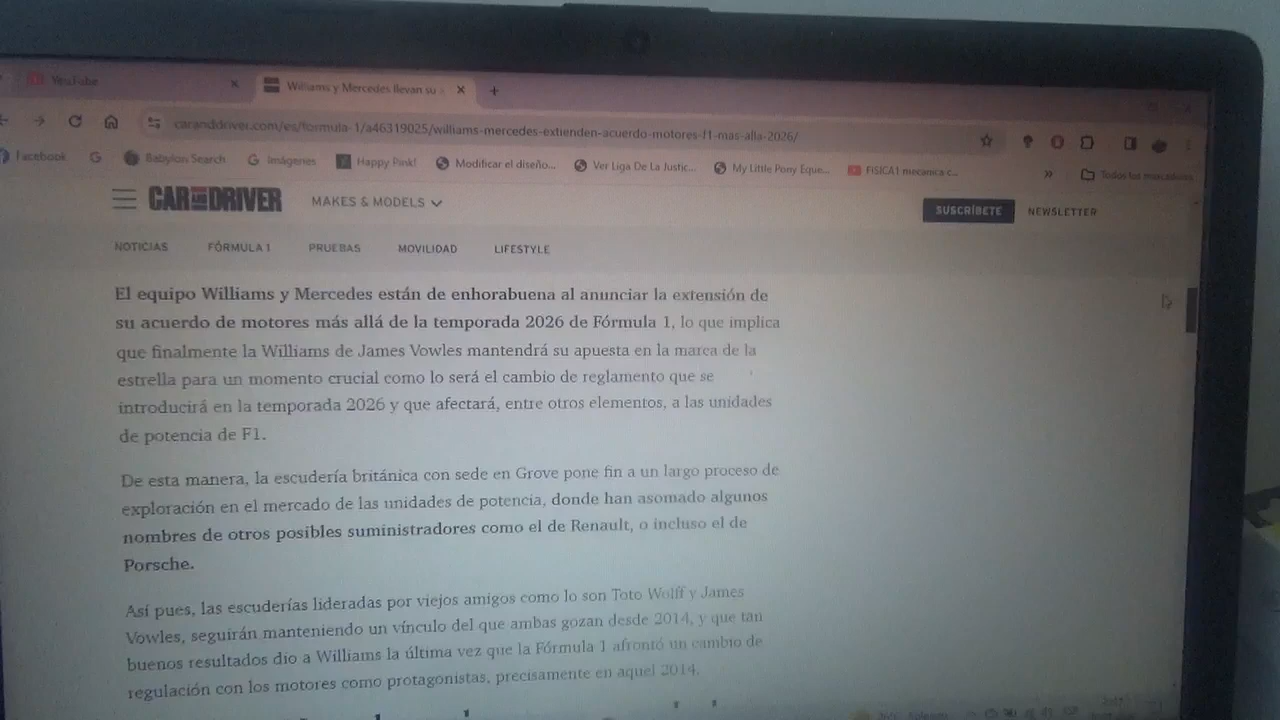 YouTube
Williams y Mercedes llevan su
caranddriver.com/es/formula-1/a46319025/williams-mercedes-extienden-acuerdo-motores-f1-mas-alla-2026/
Facebook G Babylon Search Imágenes Happy Pink! Modificar el diseño... Ver Liga De La Justic... My Little Pony Eque... FISICA1 mecanica c... » Todos los marcadores
CAR AND DRIVER MAKES & MODELS SUSCRÍBETE NEWSLETTER
NOTICIAS FÓRMULA 1 PRUEBAS MOVILIDAD LIFESTYLE
El equipo Williams y Mercedes están de enhorabuena al anunciar la extensión de
su acuerdo de motores más allá de la temporada 2026 de Fórmula 1, lo que implica
que finalmente la Williams de James Vowles mantendrá su apuesta en la marca de la
estrella para un momento crucial como lo será el cambio de reglamento que se
introducirá en la temporada 2026 y que afectará, entre otros elementos, a las unidades
de potencia de F1.
De esta manera, la escudería británica con sede en Grove pone fin a un largo proceso de
exploración en el mercado de las unidades de potencia, donde han asomado algunos
nombres de otros posibles suministradores como el de Renault, o incluso el de
Porsche.
Así pues, las escuderías lideradas por viejos amigos como lo son Toto Wolff y James
Vowles, seguirán manteniendo un vínculo del que ambas gozan desde 2014, y que tan
buenos resultados dio a Williams la última vez que la Fórmula 1 afrontó un cambio de
regulación con los motores como protagonistas, precisamente en aquel 2014.